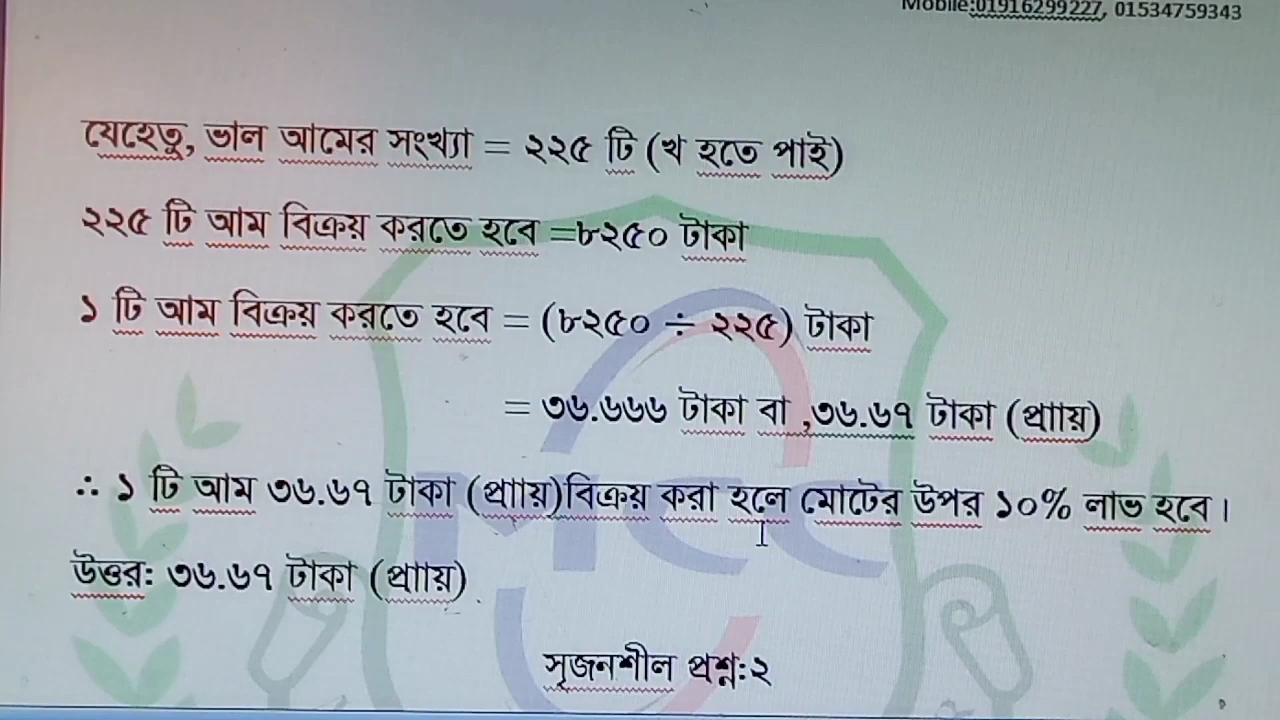 Mobile:01916299227, 01534759343
যেহেতু, ভাল আমের সংখ্যা = ২২৫ টি (খ হতে পাই)
২২৫ টি আম বিক্রয় করতে হবে =৮২৫০ টাকা
১ টি আম বিক্রয় করতে হবে = (৮২৫০ ÷ ২২৫) টাকা
= ৩৬.৬৬৬ টাকা বা ,৩৬.৬৭ টাকা (প্রাায়)
∴ ১ টি আম ৩৬.৬৭ টাকা (প্রাায়)বিক্রয় করা হলে মোটের উপর ১০% লাভ হবে।
উত্তর: ৩৬.৬৭ টাকা (প্রাায়)
MCC
সৃজনশীল প্রশ্ন:২